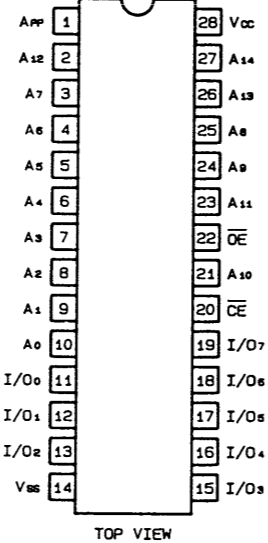 APP 1 28 Vcc
A12 2 27 A14
A7 3 26 A13
A6 4 25 A8
A5 5 24 A9
A4 6 23 A11
A3 7 22 OE
A2 8 21 A10
A1 9 20 CE
A0 10 19 I/O7
I/O0 11 18 I/O6
I/O1 12 17 I/O5
I/O2 13 16 I/O4
Vss 14 15 I/O3
TOP VIEW